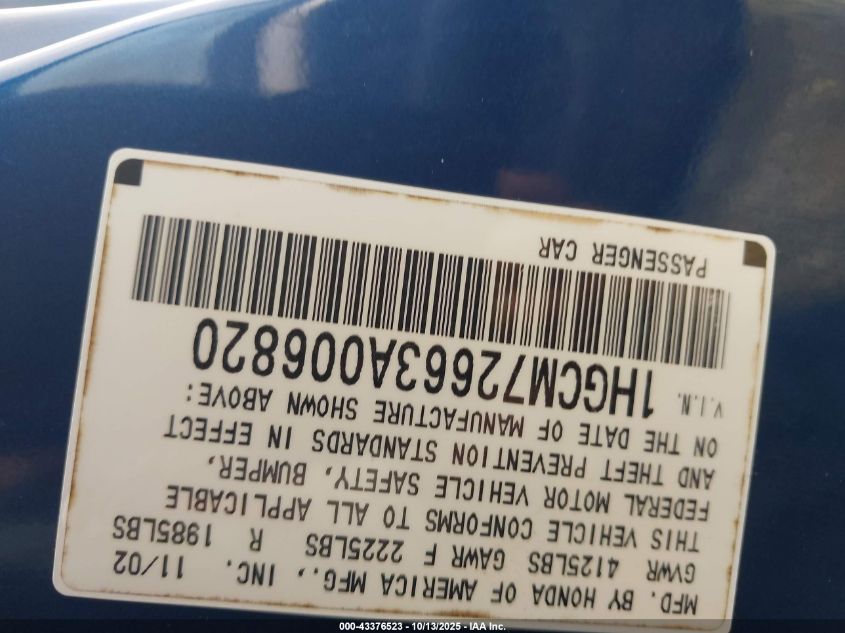 MFD. BY HONDA OF AMERICA MFG., INC. 11/02
GVWR 4125LBS GAWR F 2225LBS R 1985LBS
THIS VEHICLE CONFORMS TO ALL APPLICABLE
FEDERAL MOTOR VEHICLE SAFETY, BUMPER,
AND THEFT PREVENTION STANDARDS IN EFFECT
ON THE DATE OF MANUFACTURE SHOWN ABOVE:
V.I.N. 1HGCM72663A006820
PASSENGER CAR
000-43376523 - 10/13/2025 - IAA Inc.